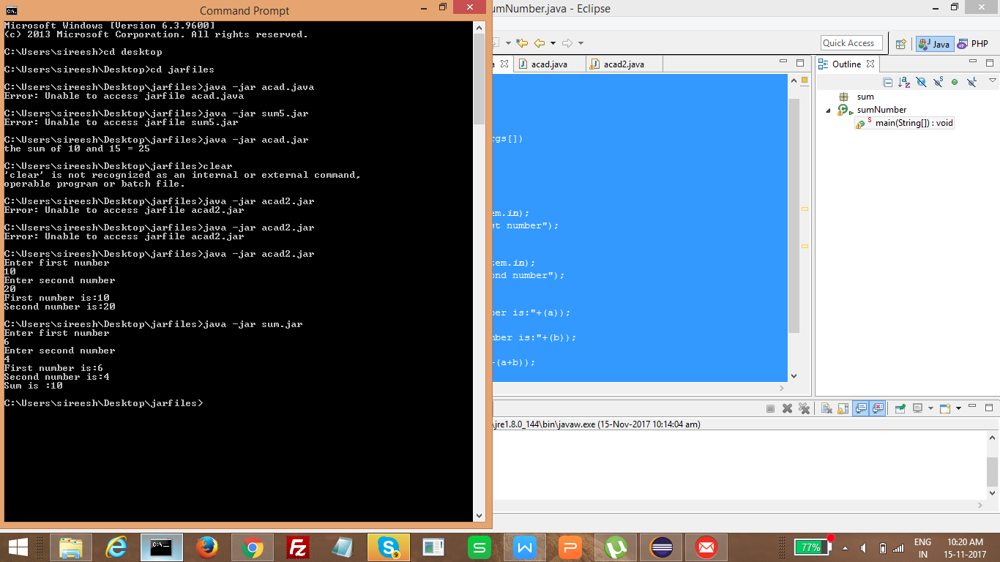 Command Prompt
Microsoft Windows [Version 6.3.9600]
(c) 2013 Microsoft Corporation. All rights reserved.
C:\Users\sireesh>cd desktop
C:\Users\sireesh\Desktop>cd jarfiles
C:\Users\sireesh\Desktop\jarfiles>java -jar acad.java
Error: Unable to access jarfile acad.java
C:\Users\sireesh\Desktop\jarfiles>java -jar sum5.jar
Error: Unable to access jarfile sum5.jar
C:\Users\sireesh\Desktop\jarfiles>java -jar acad.jar
the sum of 10 and 15 = 25
C:\Users\sireesh\Desktop\jarfiles>clear
'clear' is not recognized as an internal or external command,
operable program or batch file.
C:\Users\sireesh\Desktop\jarfiles>java -jar acad2.jar
Error: Unable to access jarfile acad2.jar
C:\Users\sireesh\Desktop\jarfiles>java -jar acad2.jar
Error: Unable to access jarfile acad2.jar
C:\Users\sireesh\Desktop\jarfiles>java -jar acad2.jar
Enter first number
10
Enter second number
20
First number is:10
Second number is:20
C:\Users\sireesh\Desktop\jarfiles>java -jar sum.jar
Enter first number
6
Enter second number
4
First number is:6
Second number is:4
Sum is :10
C:\Users\sireesh\Desktop\jarfiles>
umNumber.java - Eclipse
Quick Access
Java
PHP
a
acad.java
acad2.java
rgs[])
em.in);
st number");
tem.in);
ond number");
er is:"+(a));
mber is:"+(b));
+(a+b));
Outline
sum
sumNumber
main(String[]) : void
\jre1.8.0_144\bin\javaw.exe (15-Nov-2017 10:14:04 am)
77%
ENG
IN
10:20 AM
15-11-2017